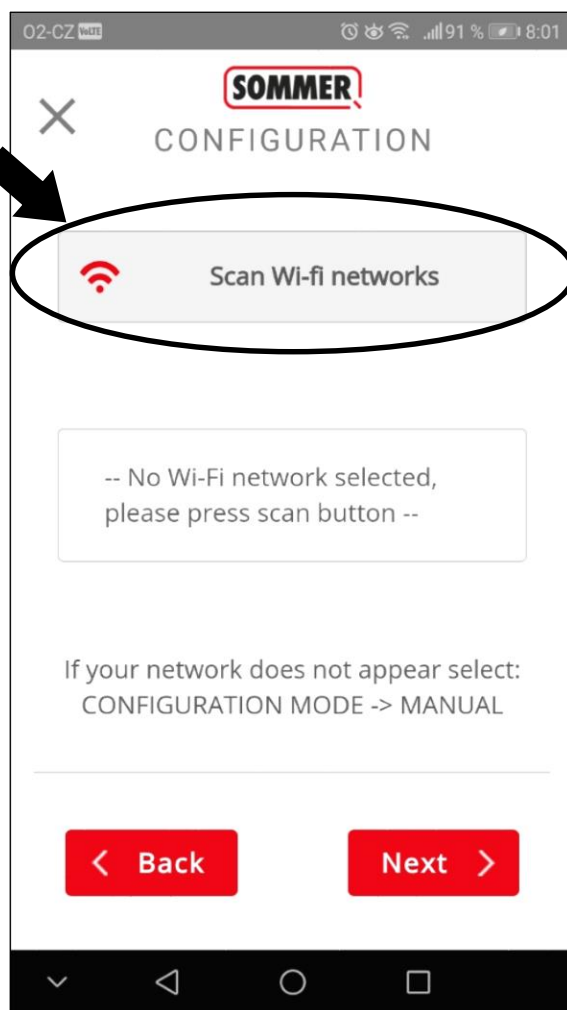 O2-CZ VoLTE 91 % 8:01
SOMMER
CONFIGURATION
Scan Wi-fi networks
-- No Wi-Fi network selected,
please press scan button --
If your network does not appear select:
CONFIGURATION MODE -> MANUAL
Back Next